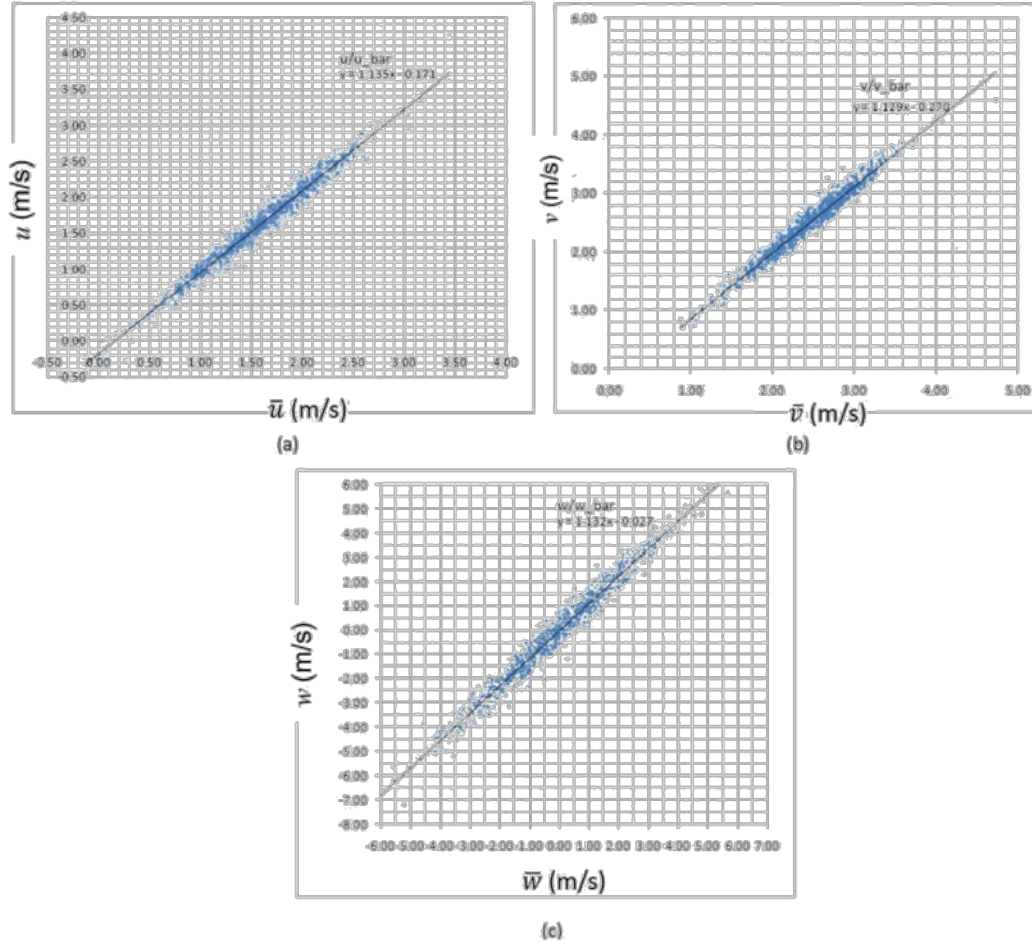 4.50
4.00
3.50
3.00
2.50
2.00
1.50
1.00
0.50
0.00
-0.50
u/u_bar
y = 1.135x - 0.171
-0.50 0.00 0.50 1.00 1.50 2.00 2.50 3.00 3.50 4.00
u (m/s)
u̅ (m/s)
(a)
6.00
5.00
4.00
3.00
2.00
1.00
0.00
v/v_bar
y = 1.129x - 0.270
0.00 1.00 2.00 3.00 4.00 5.00
v (m/s)
v̅ (m/s)
(b)
6.00
5.00
4.00
3.00
2.00
1.00
0.00
-1.00
-2.00
-3.00
-4.00
-5.00
-6.00
-7.00
-8.00
w/w_bar
y = 1.132x - 0.027
-6.00 -5.00 -4.00 -3.00 -2.00 -1.00 0.00 1.00 2.00 3.00 4.00 5.00 6.00 7.00
w (m/s)
w̅ (m/s)
(c)